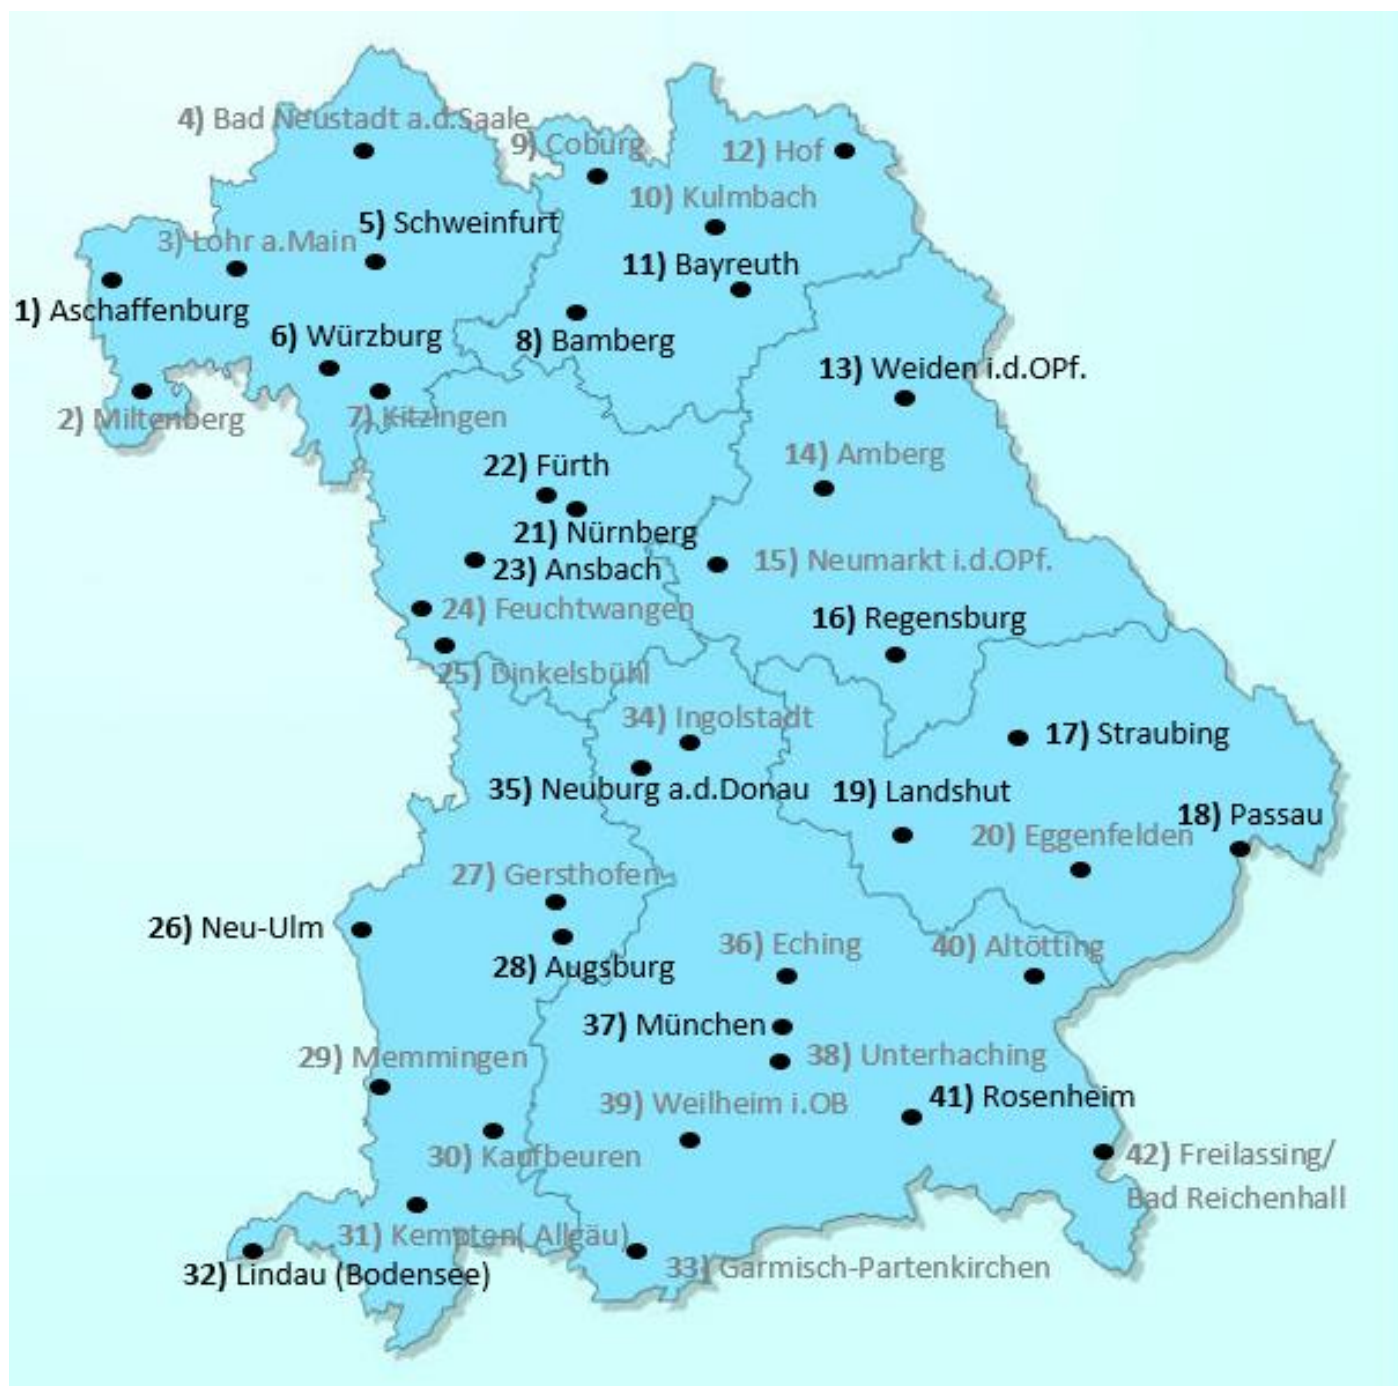 4) Bad Neustadt a.d.Saale
9) Coburg
12) Hof
10) Kulmbach
5) Schweinfurt
3) Lohr a.Main
11) Bayreuth
1) Aschaffenburg
6) Würzburg
8) Bamberg
13) Weiden i.d.OPf.
2) Miltenberg
7) Kitzingen
14) Amberg
22) Fürth
21) Nürnberg
15) Neumarkt i.d.OPf.
23) Ansbach
24) Feuchtwangen
16) Regensburg
25) Dinkelsbühl
34) Ingolstadt
17) Straubing
35) Neuburg a.d.Donau
19) Landshut
18) Passau
20) Eggenfelden
27) Gersthofen
26) Neu-Ulm
36) Eching
40) Altötting
28) Augsburg
37) München
29) Memmingen
38) Unterhaching
41) Rosenheim
39) Weilheim i.OB
30) Kaufbeuren
42) Freilassing/
Bad Reichenhall
31) Kempten( Allgäu)
33) Garmisch-Partenkirchen
32) Lindau (Bodensee)